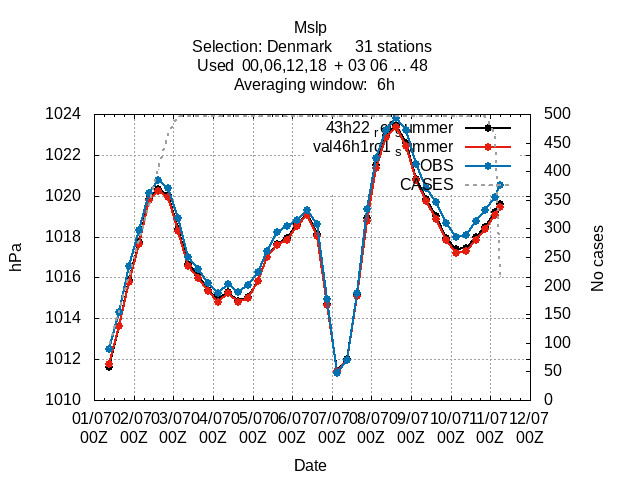 Mslp
Selection: Denmark 31 stations
Used 00,06,12,18 + 03 06 ... 48
Averaging window: 6h
1024
1022
1020
1018
1016
1014
1012
1010
hPa
500
450
400
350
300
250
200
150
100
50
0
No cases
OBS
CASES
01/07 02/07 03/07 04/07 05/07 06/07 07/07 08/07 09/07 10/07 11/07 12/07
00Z 00Z 00Z 00Z 00Z 00Z 00Z 00Z 00Z 00Z 00Z 00Z
Date